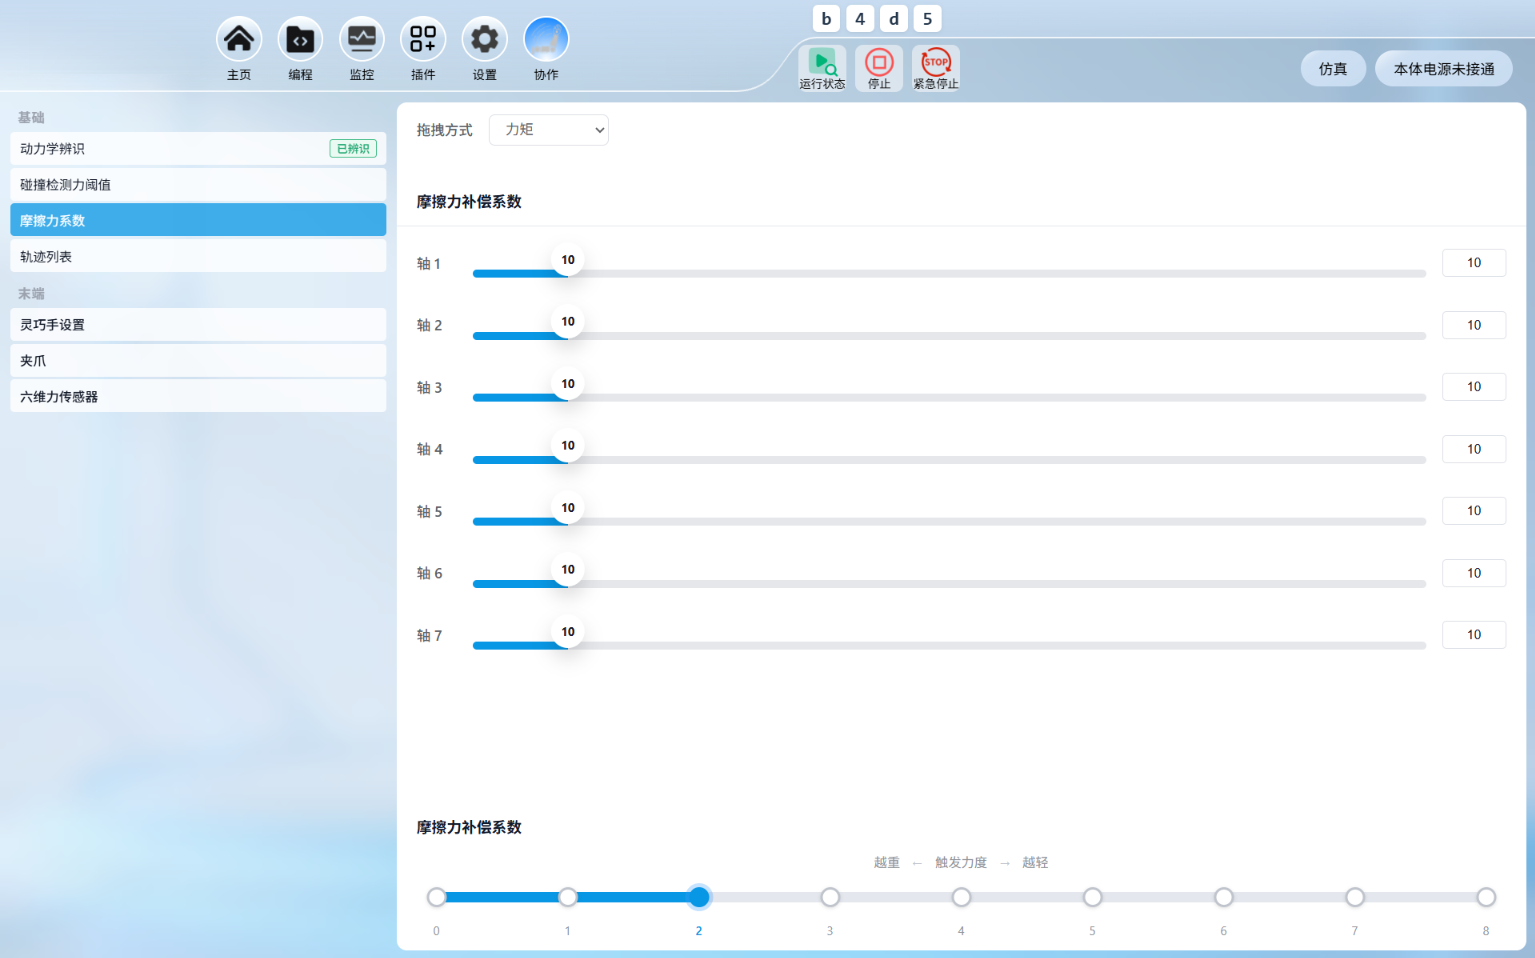 b 4 d 5
主页 编程 监控 插件 设置 协作
运行状态 停止 STOP 紧急停止
仿真 本体电源未接通
基础
动力学辨识 已辨识
碰撞检测力阈值
摩擦力系数
轨迹列表
末端
灵巧手设置
夹爪
六维力传感器
拖拽方式 力矩
摩擦力补偿系数
轴 1 10 10
轴 2 10 10
轴 3 10 10
轴 4 10 10
轴 5 10 10
轴 6 10 10
轴 7 10 10
摩擦力补偿系数
越重 ← 触发力度 → 越轻
0 1 2 3 4 5 6 7 8